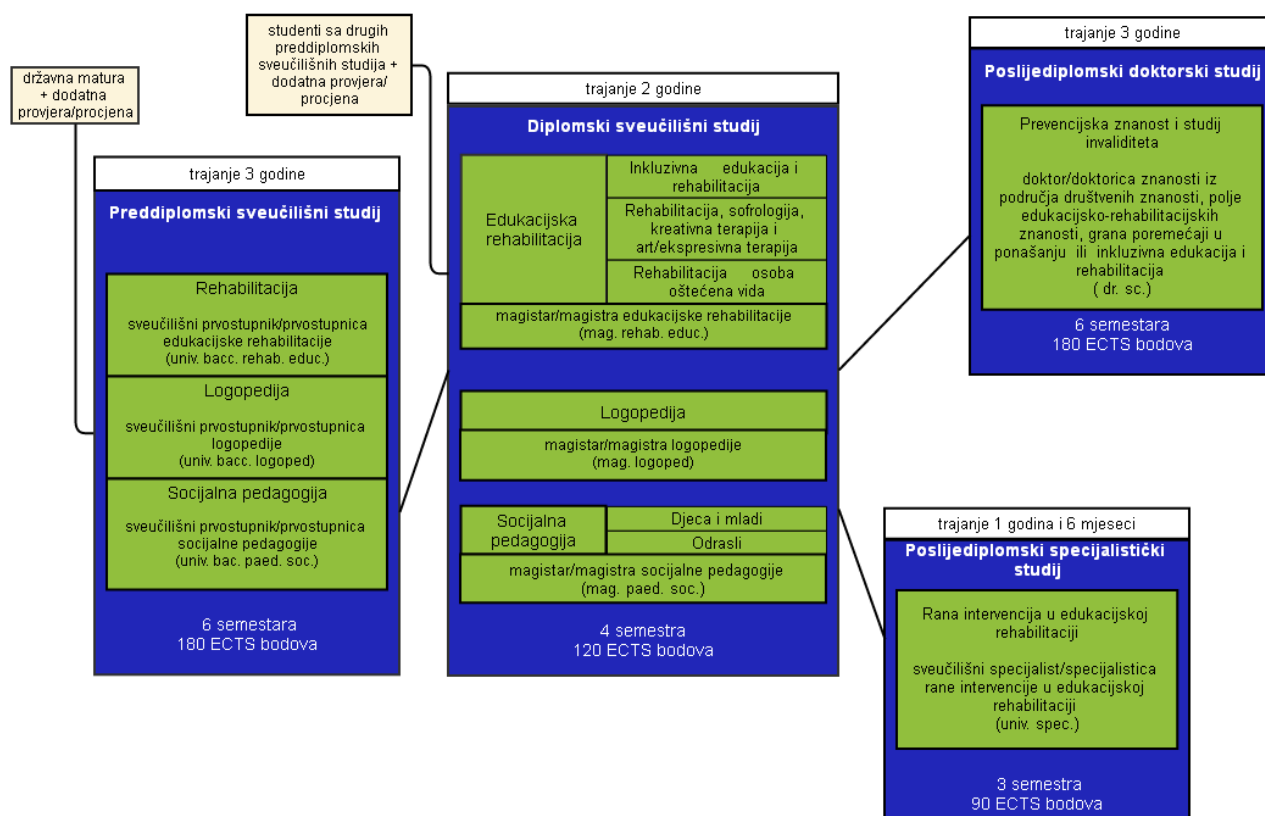 državna matura
+ dodatna
provjera/procjena
trajanje 3 godine
Preddiplomski sveučilišni studij
Rehabilitacija
sveučilišni prvostupnik/prvostupnica
edukacijske rehabilitacije
(univ. bacc. rehab. educ.)
Logopedija
sveučilišni prvostupnik/prvostupnica
logopedije
(univ. bacc. logoped)
Socijalna pedagogija
sveučilišni prvostupnik/prvostupnica
socijalne pedagogije
(univ. bac. paed. soc.)
6 semestara
180 ECTS bodova
studenti sa drugih
preddiplomskih
sveučilišnih studija +
dodatna provjera/
procjena
trajanje 2 godine
Diplomski sveučilišni studij
Edukacijska
rehabilitacija
Inkluzivna edukacija i
rehabilitacija
Rehabilitacija, sofrologija,
kreativna terapija i
art/ekspresivna terapija
Rehabilitacija osoba
oštećena vida
magistar/magistra edukacijske rehabilitacije
(mag. rehab. educ.)
Logopedija
magistar/magistra logopedije
(mag. logoped)
Socijalna
pedagogija
Djeca i mladi
Odrasli
magistar/magistra socijalne pedagogije
(mag. paed. soc.)
4 semestra
120 ECTS bodova
trajanje 3 godine
Poslijediplomski doktorski studij
Prevencijska znanost i studij
invaliditeta
doktor/doktorica znanosti iz
područja društvenih znanosti, polje
edukacijsko-rehabilitacijskih
znanosti, grana poremećaji u
ponašanju ili inkluzivna edukacija i
rehabilitacija
( dr. sc.)
6 semestara
180 ECTS bodova
trajanje 1 godina i 6 mjeseci
Poslijediplomski specijalistički
studij
Rana intervencija u edukacijskoj
rehabilitaciji
sveučilišni specijalist/specijalistica
rane intervencije u edukacijskoj
rehabilitaciji
(univ. spec.)
3 semestra
90 ECTS bodova